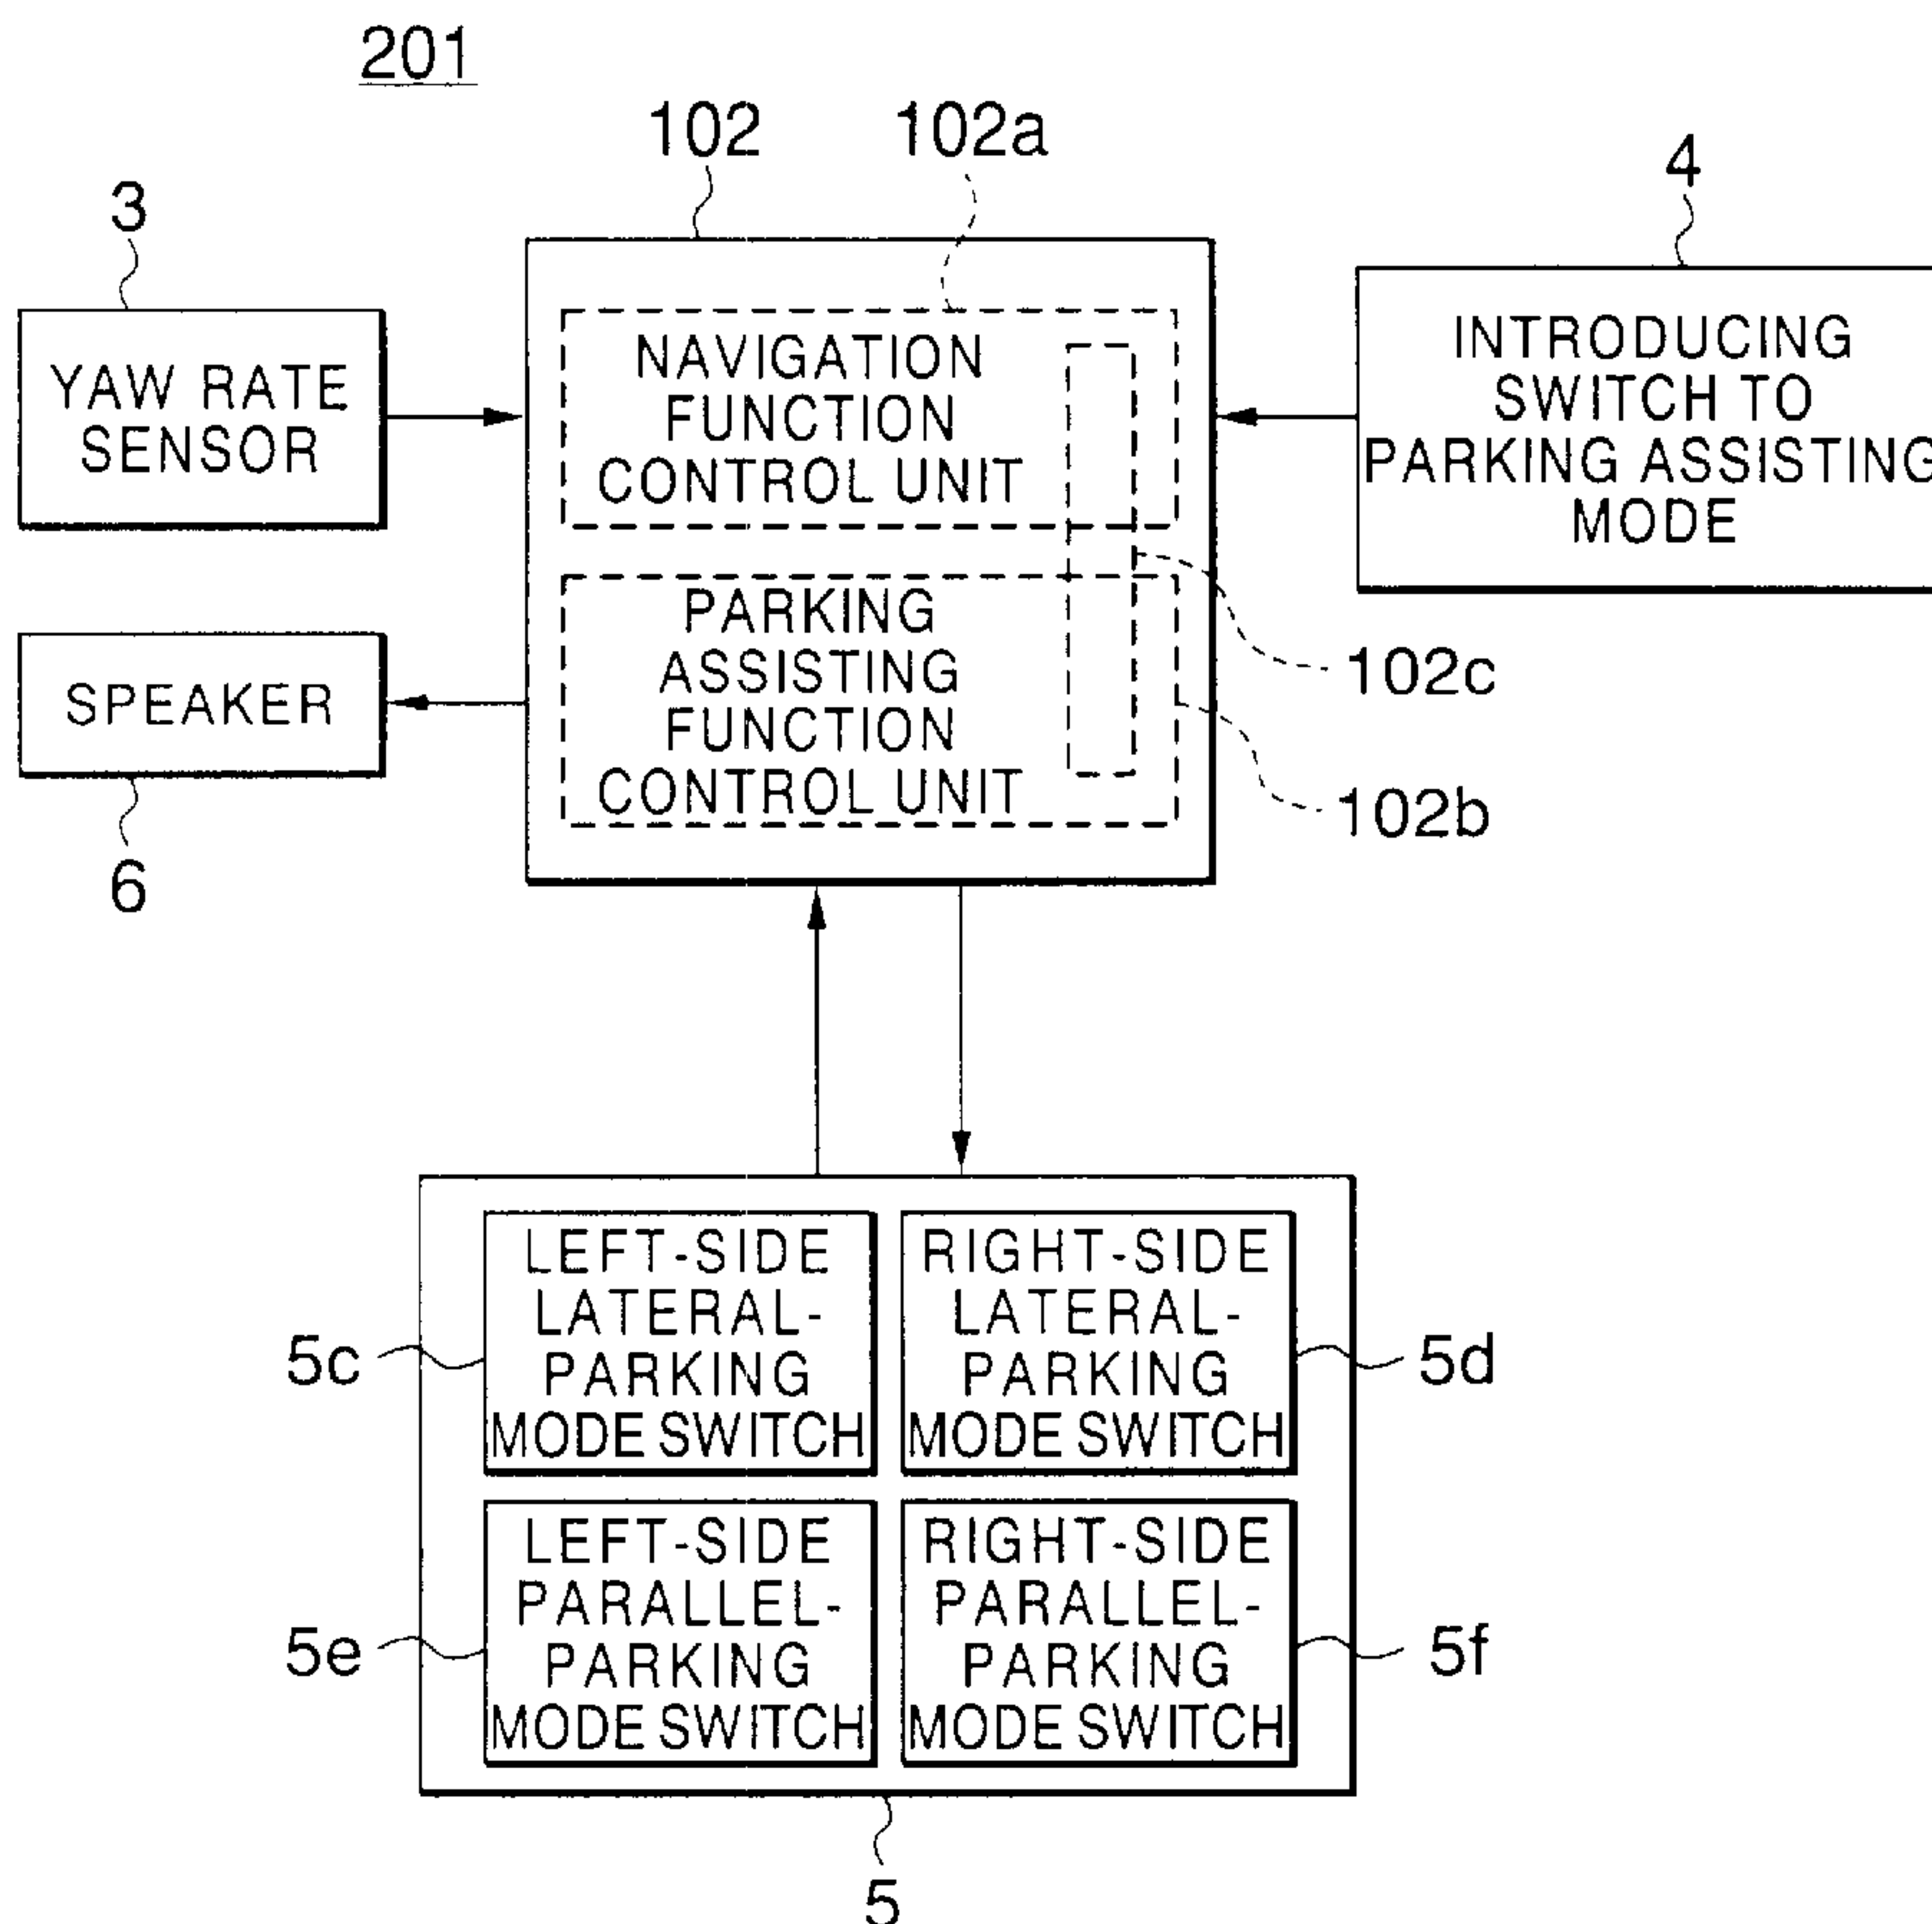 201
102
102a
3
4
YAW RATE
SENSOR
NAVIGATION
FUNCTION
CONTROL UNIT
INTRODUCING
SWITCH TO
PARKING ASSISTING
MODE
PARKING
ASSISTING
FUNCTION
CONTROL UNIT
SPEAKER
102c
102b
6
LEFT-SIDE
LATERAL-
PARKING
MODE SWITCH
RIGHT-SIDE
LATERAL-
PARKING
MODE SWITCH
5c
5d
LEFT-SIDE
PARALLEL-
PARKING
MODE SWITCH
RIGHT-SIDE
PARALLEL-
PARKING
MODE SWITCH
5e
5f
5